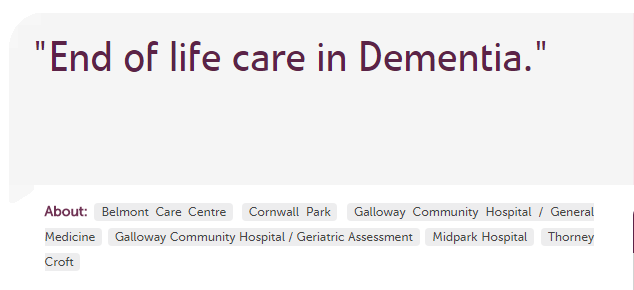 "End of life care in Dementia."
About: Belmont Care Centre Cornwall Park Galloway Community Hospital / General
Medicine Galloway Community Hospital / Geriatric Assessment Midpark Hospital Thorney
Croft